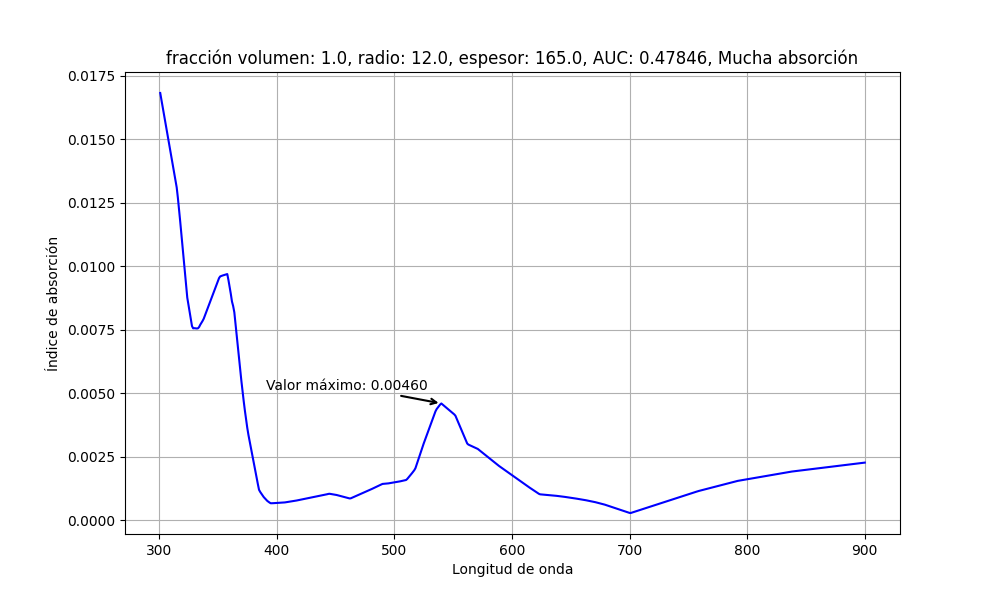 fracción volumen: 1.0, radio: 12.0, espesor: 165.0, AUC: 0.47846, Mucha absorción
0.0175
0.0150
0.0125
0.0100
0.0075
0.0050
0.0025
0.0000
Índice de absorción
Valor máximo: 0.00460
300 400 500 600 700 800 900
Longitud de onda